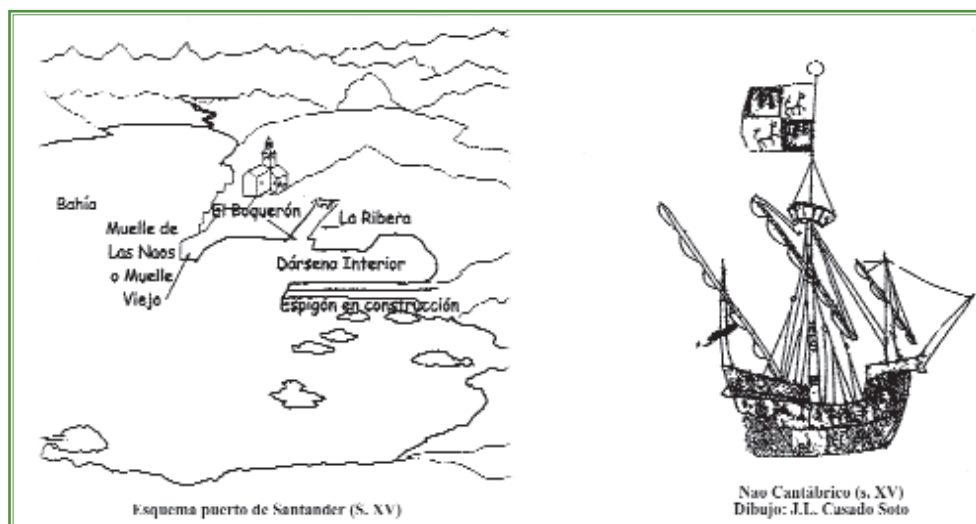 Bahía
El Boquerón
La Ribera
Muelle de
Las Naos
o Muelle
Viejo
Dársena Interior
Espigón en construcción
Esquema puerto de Santander (S. XV)
Nao Cantábrico (s. XV)
Dibujo: J.L. Casado Soto